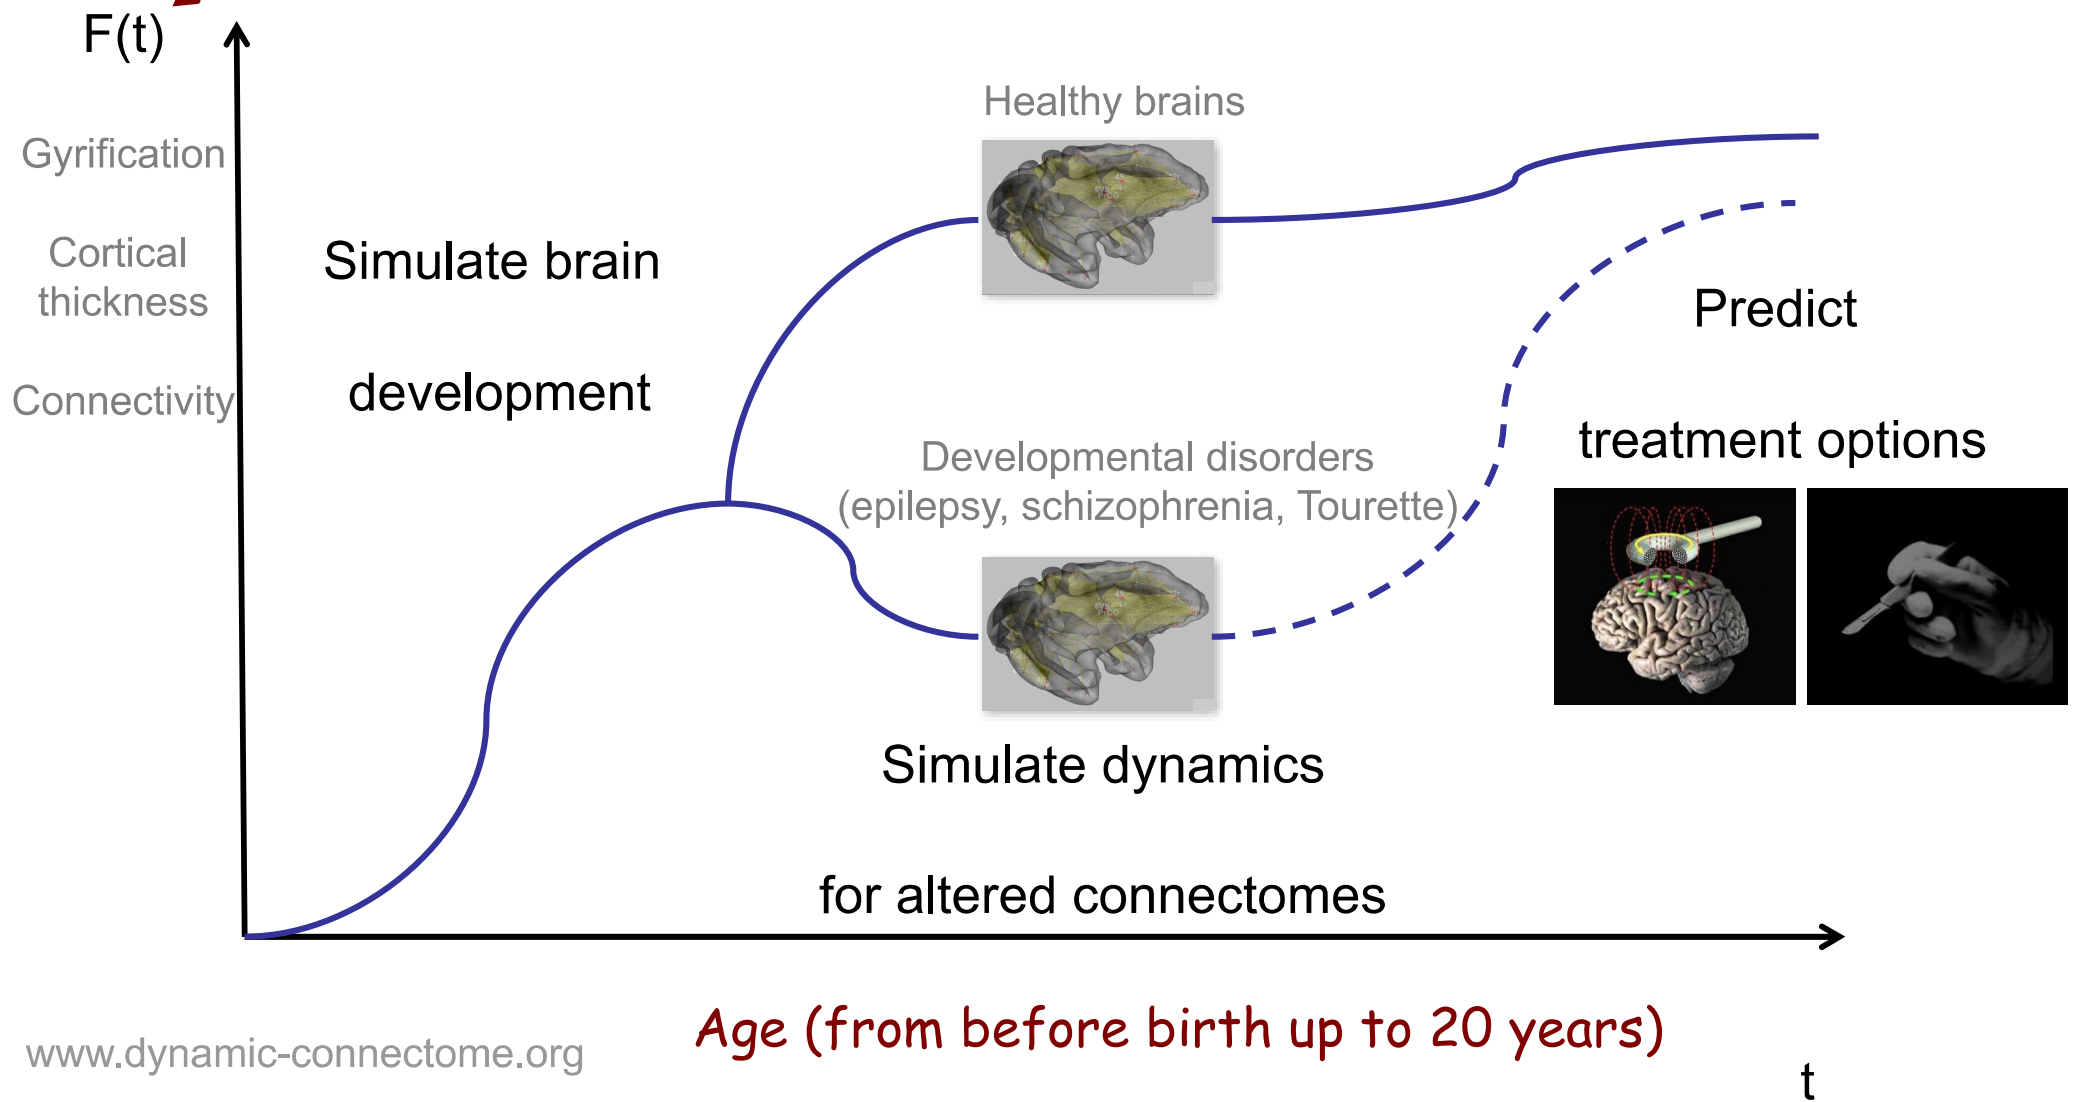 F(t)
Healthy brains
Gyrification
Cortical
thickness
Connectivity
Simulate brain
development
Predict
treatment options
Developmental disorders
(epilepsy, schizophrenia, Tourette)
Simulate dynamics
for altered connectomes
Age (from before birth up to 20 years)
www.dynamic-connectome.org
t